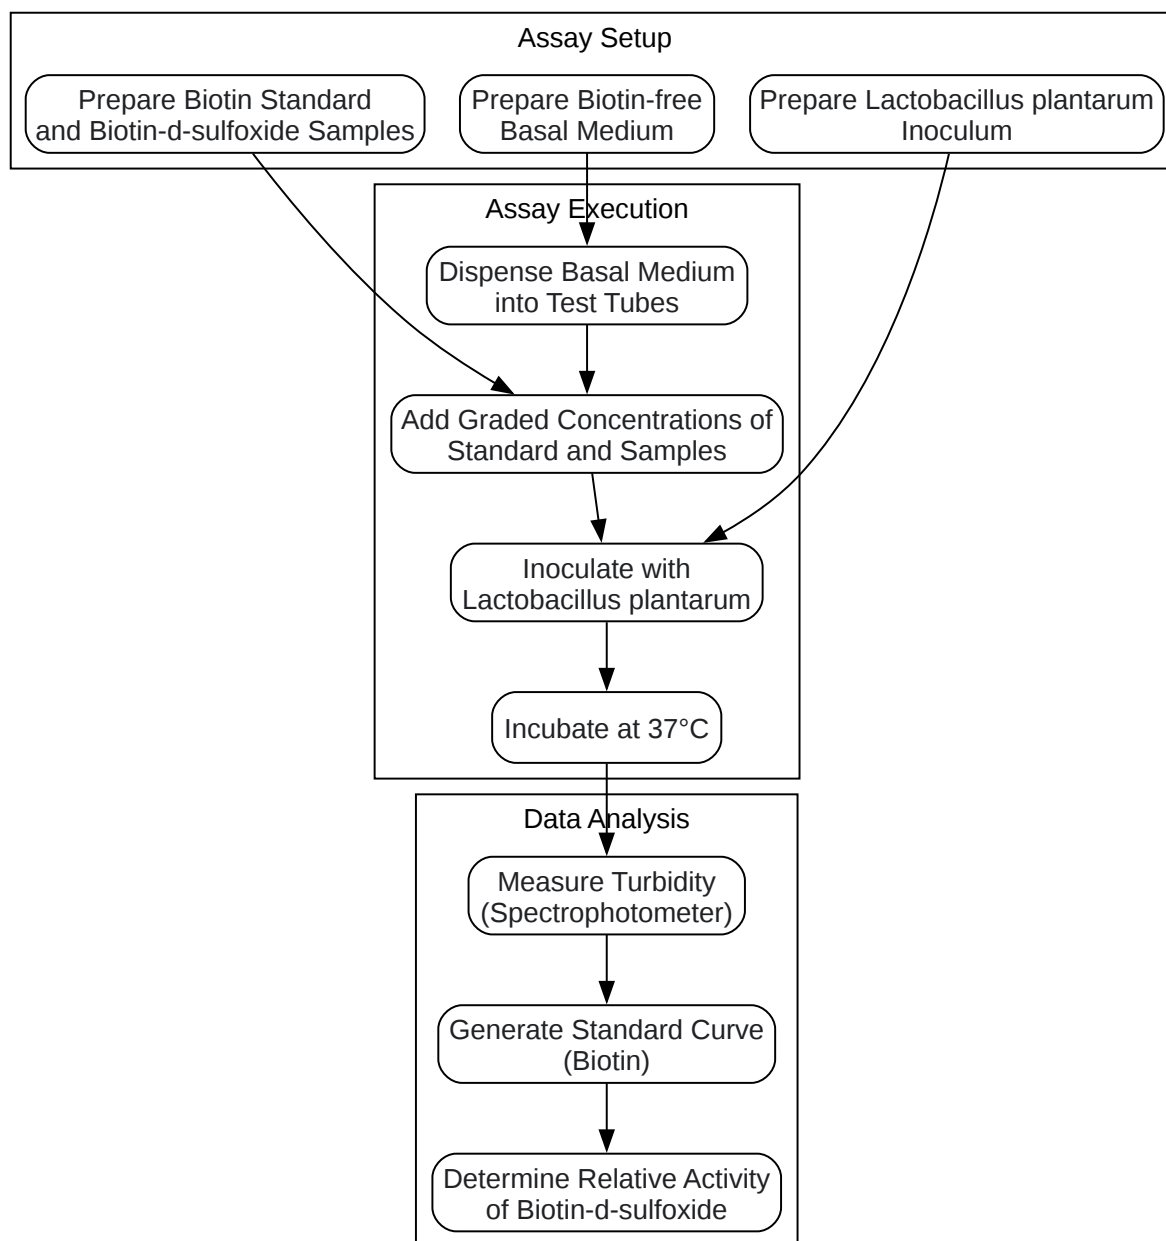 Assay Setup
Prepare Biotin Standard
and Biotin-d-sulfoxide Samples
Prepare Biotin-free
Basal Medium
Prepare Lactobacillus plantarum
Inoculum
Assay Execution
Dispense Basal Medium
into Test Tubes
Add Graded Concentrations of
Standard and Samples
Inoculate with
Lactobacillus plantarum
Incubate at 37°C
Data Analysis
Measure Turbidity
(Spectrophotometer)
Generate Standard Curve
(Biotin)
Determine Relative Activity
of Biotin-d-sulfoxide